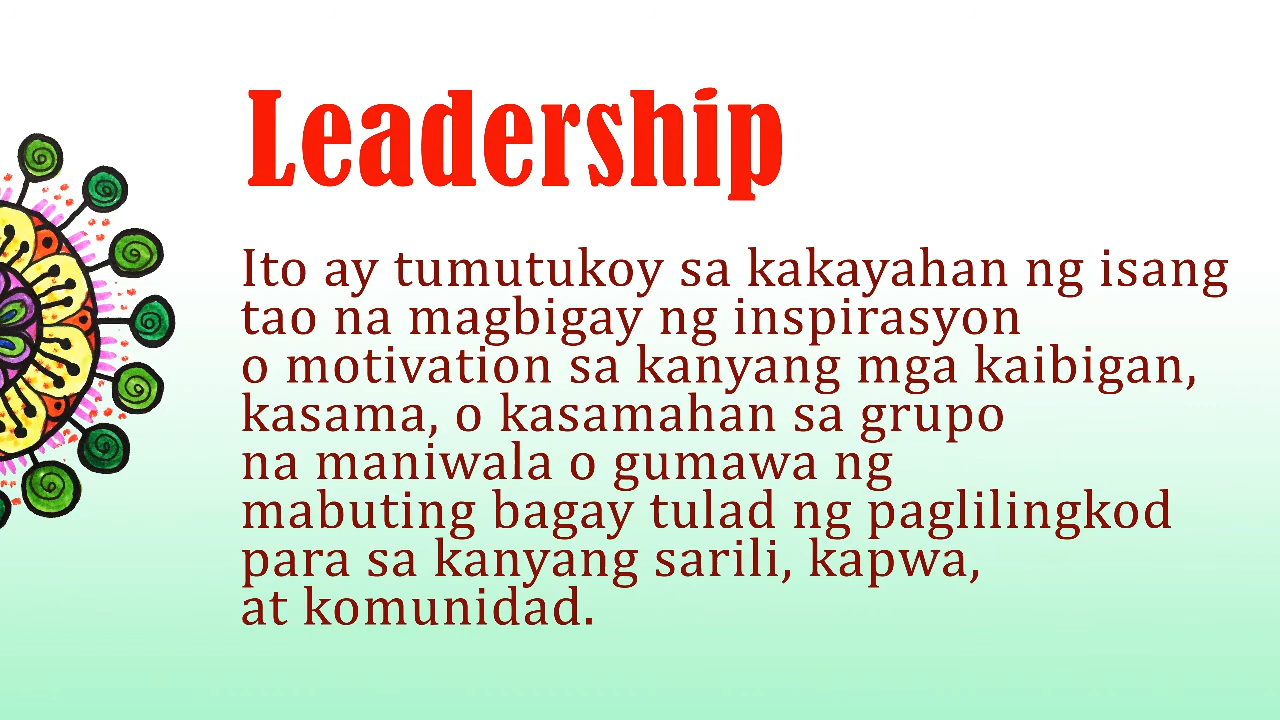 Leadership
Ito ay tumutukoy sa kakayahan ng isang
tao na magbigay ng inspirasyon
o motivation sa kanyang mga kaibigan,
kasama, o kasamahan sa grupo
na maniwala o gumawa ng
mabuting bagay tulad ng paglilingkod
para sa kanyang sarili, kapwa,
at komunidad.